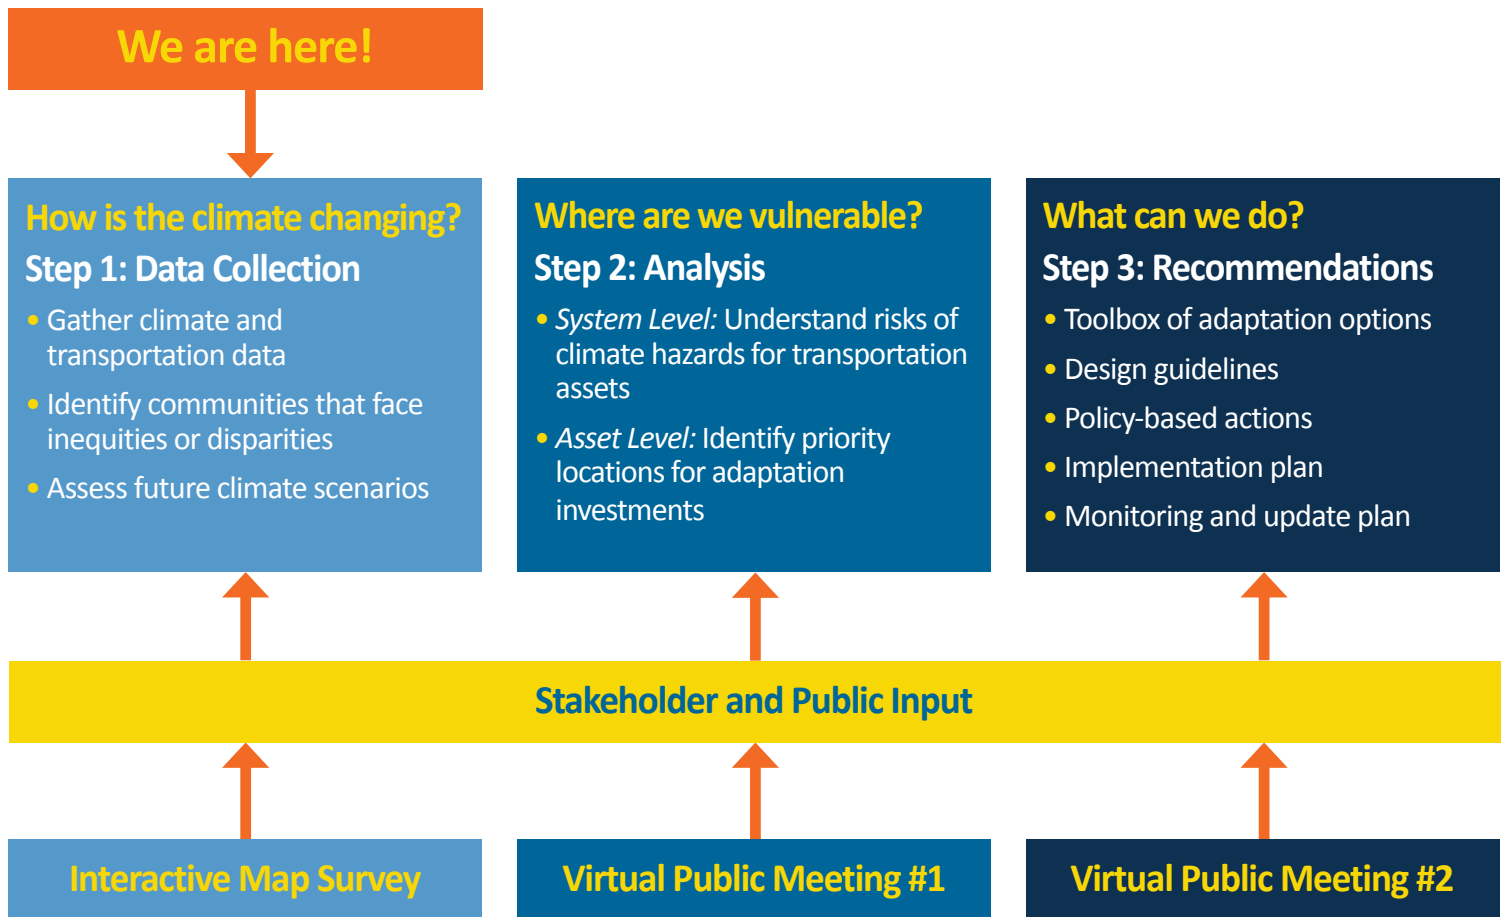 We are here!
How is the climate changing?
Step 1: Data Collection
• Gather climate and
transportation data
• Identify communities that face
inequities or disparities
• Assess future climate scenarios
Where are we vulnerable?
Step 2: Analysis
• System Level: Understand risks of
climate hazards for transportation
assets
• Asset Level: Identify priority
locations for adaptation
investments
What can we do?
Step 3: Recommendations
• Toolbox of adaptation options
• Design guidelines
• Policy-based actions
• Implementation plan
• Monitoring and update plan
Stakeholder and Public Input
Interactive Map Survey
Virtual Public Meeting #1
Virtual Public Meeting #2